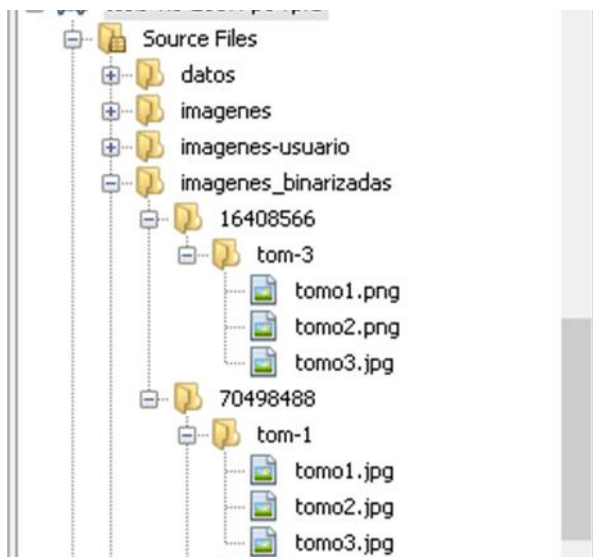 Source Files
datos
imagenes
imagenes-usuario
imagenes_binarizadas
16408566
tom-3
tomo1.png
tomo2.png
tomo3.jpg
70498488
tom-1
tomo1.jpg
tomo2.jpg
tomo3.jpg